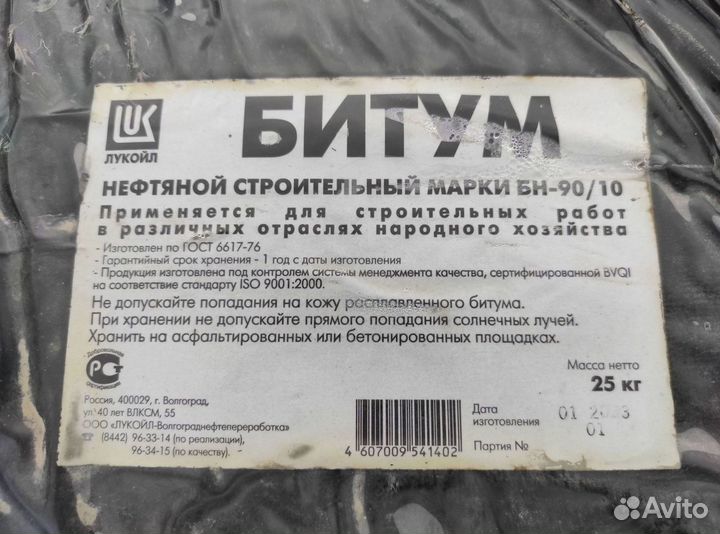 LUK
ЛУКОЙЛ
БИТУМ
НЕФТЯНОЙ СТРОИТЕЛЬНЫЙ МАРКИ БН-90/10
Применяется для строительных работ
в различных отраслях народного хозяйства
- Изготовлен по ГОСТ 6617-76
- Гарантийный срок хранения - 1 год с даты изготовления
- Продукция изготовлена под контролем системы менеджмента качества, сертифицированной BVQI
на соответствие стандарту ISO 9001:2000.
Не допускайте попадания на кожу расплавленного битума.
При хранении не допускайте прямого попадания солнечных лучей.
Хранить на асфальтированных или бетонированных площадках.
Добровольная
сертификация
Масса нетто
25 кг
Россия, 400029, г. Волгоград,
ул. 40 лет ВЛКСМ, 55
ООО «ЛУКОЙЛ-Волгограднефтепереработка»
☎ (8442) 96-33-14 (по реализации),
96-34-15 (по качеству).
4 607009 541402
Дата
изготовления
01
01
Партия №
Avito